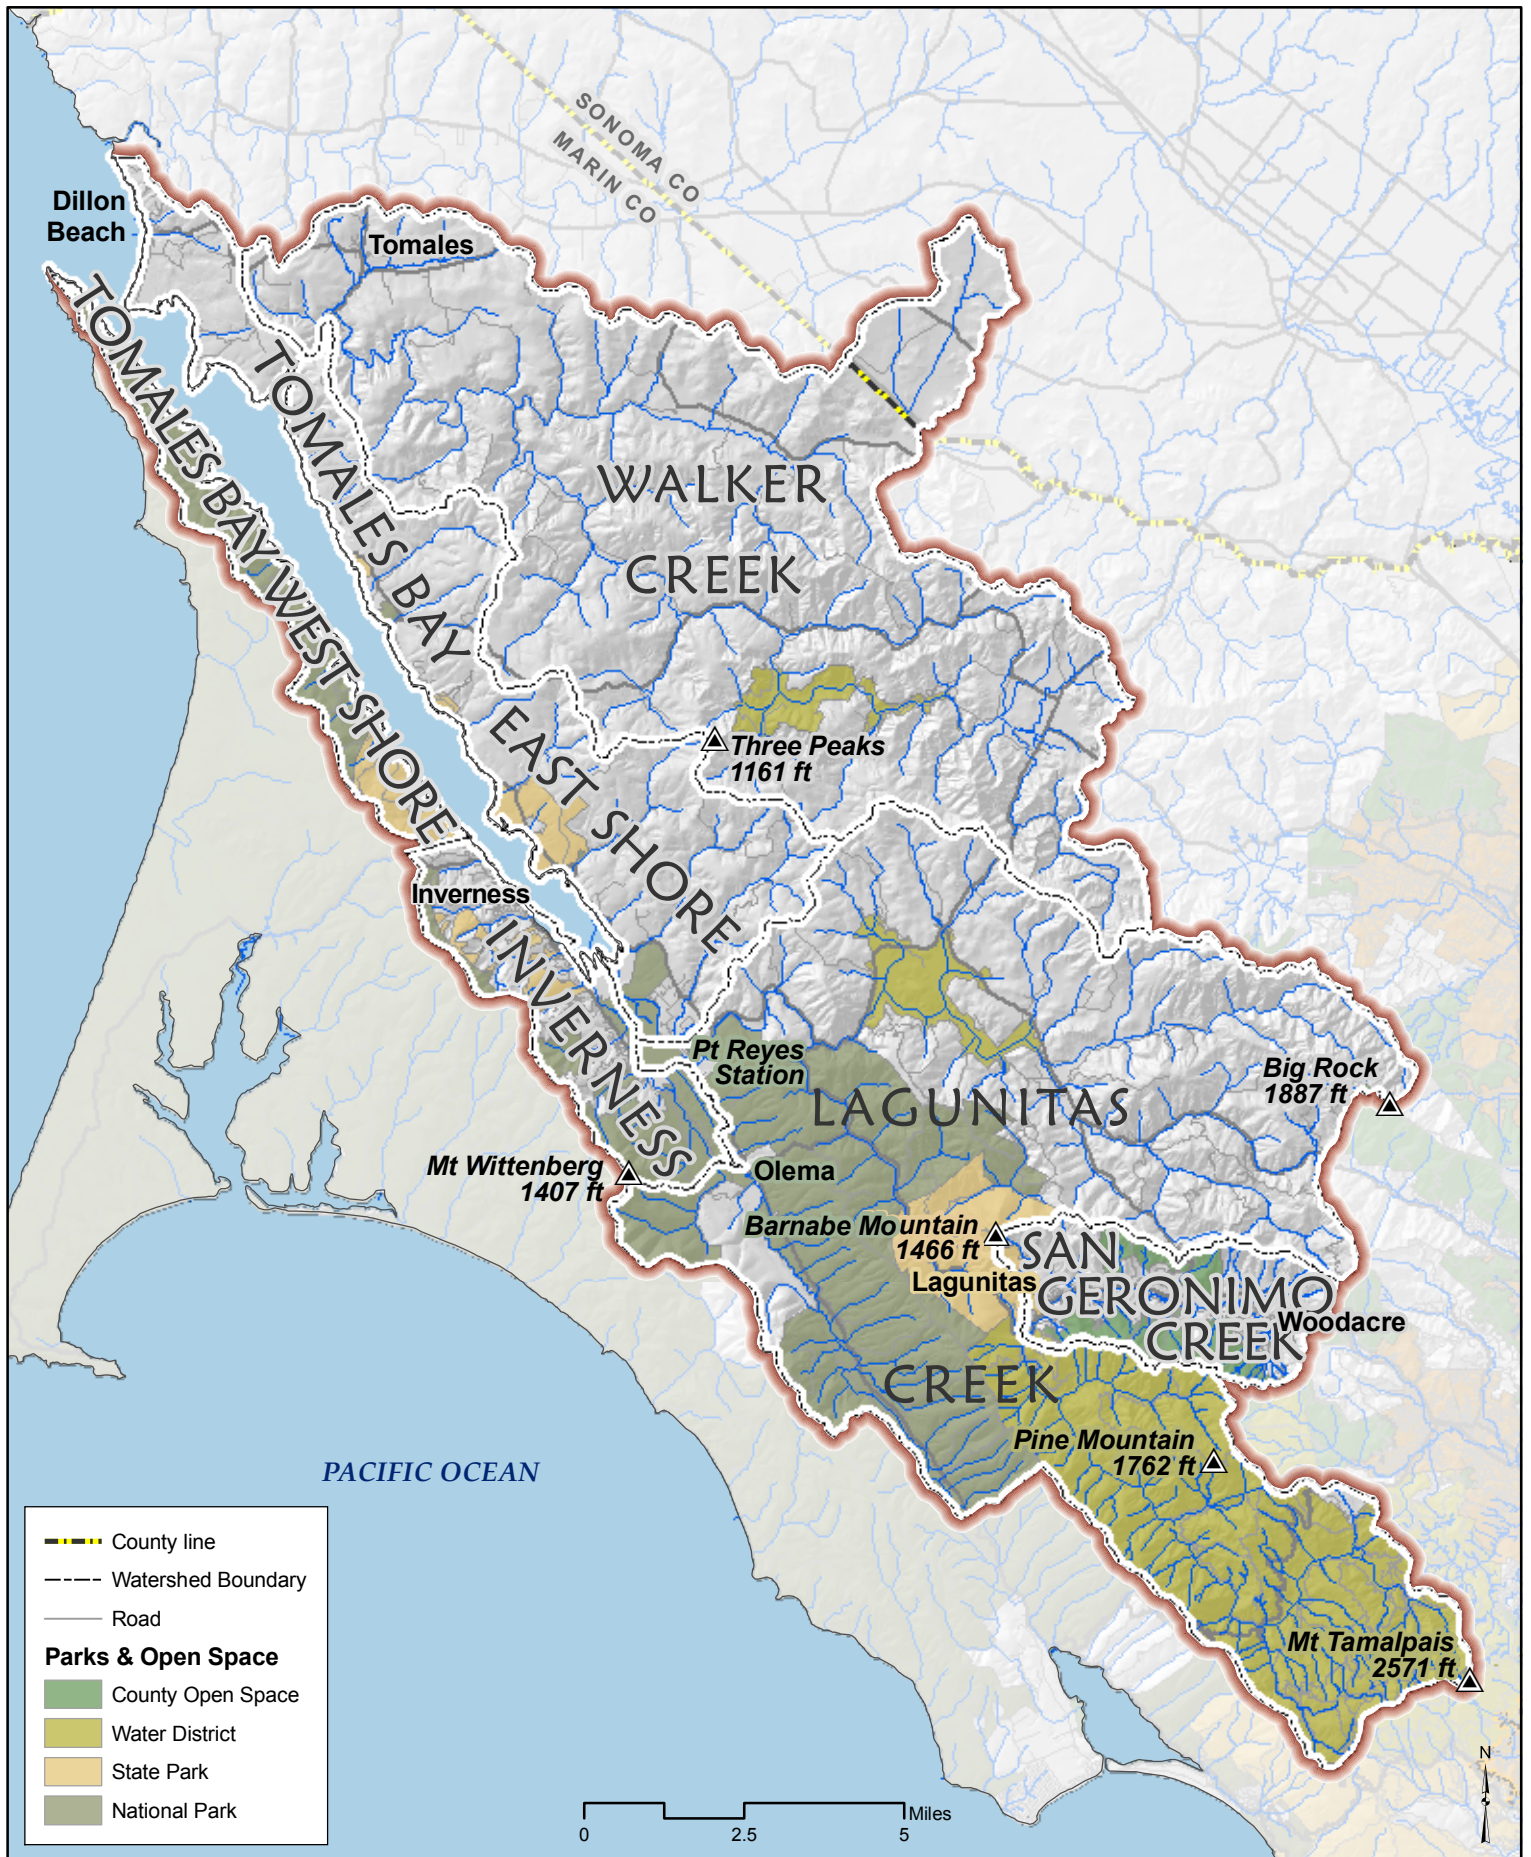 SONOMA CO
MARIN CO
Dillon
Beach
Tomales
TOMALES BAY WEST SHORE
TOMALES BAY
EAST SHORE
WALKER
CREEK
Three Peaks
1161 ft
Inverness
INVERNESS
Pt Reyes
Station
LAGUNITAS
CREEK
Big Rock
1887 ft
Mt Wittenberg
1407 ft
Olema
Barnabe Mountain
1466 ft
Lagunitas
SAN
GERONIMO
CREEK
Woodacre
Pine Mountain
1762 ft
Mt Tamalpais
2571 ft
PACIFIC OCEAN
County line
Watershed Boundary
Road
Parks & Open Space
County Open Space
Water District
State Park
National Park
Miles
0 2.5 5
N